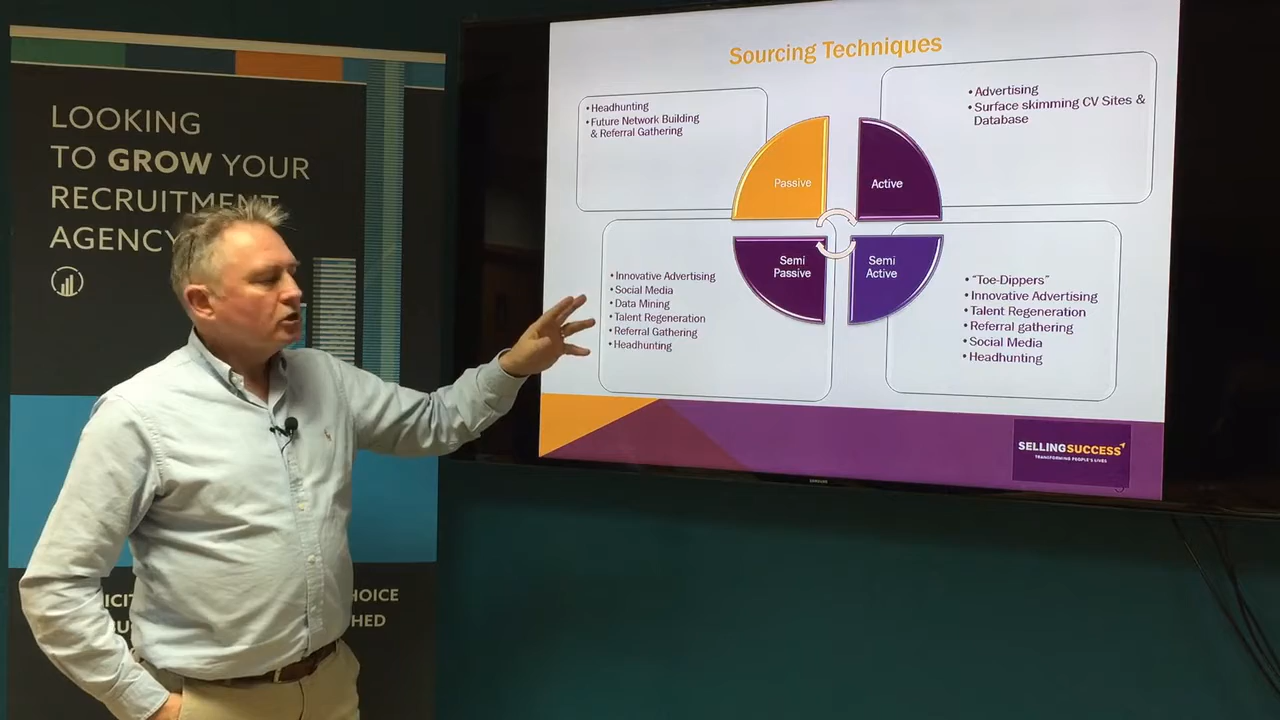 LOOKING
TO GROW YOUR
RECRUITMENT
AGENCY
HOICE
HED
Sourcing Techniques
• Headhunting
• Future Network Building
& Referral Gathering
• Advertising
• Surface skimming CV Sites &
Database
Passive
Active
Semi
Passive
Semi
Active
• Innovative Advertising
• Social Media
• Data Mining
• Talent Regeneration
• Referral Gathering
• Headhunting
• “Toe-Dippers”
• Innovative Advertising
• Talent Regeneration
• Referral gathering
• Social Media
• Headhunting
SELLINGSUCCESS
TRANSFORMING PEOPLE'S LIVES
SAMSUNG